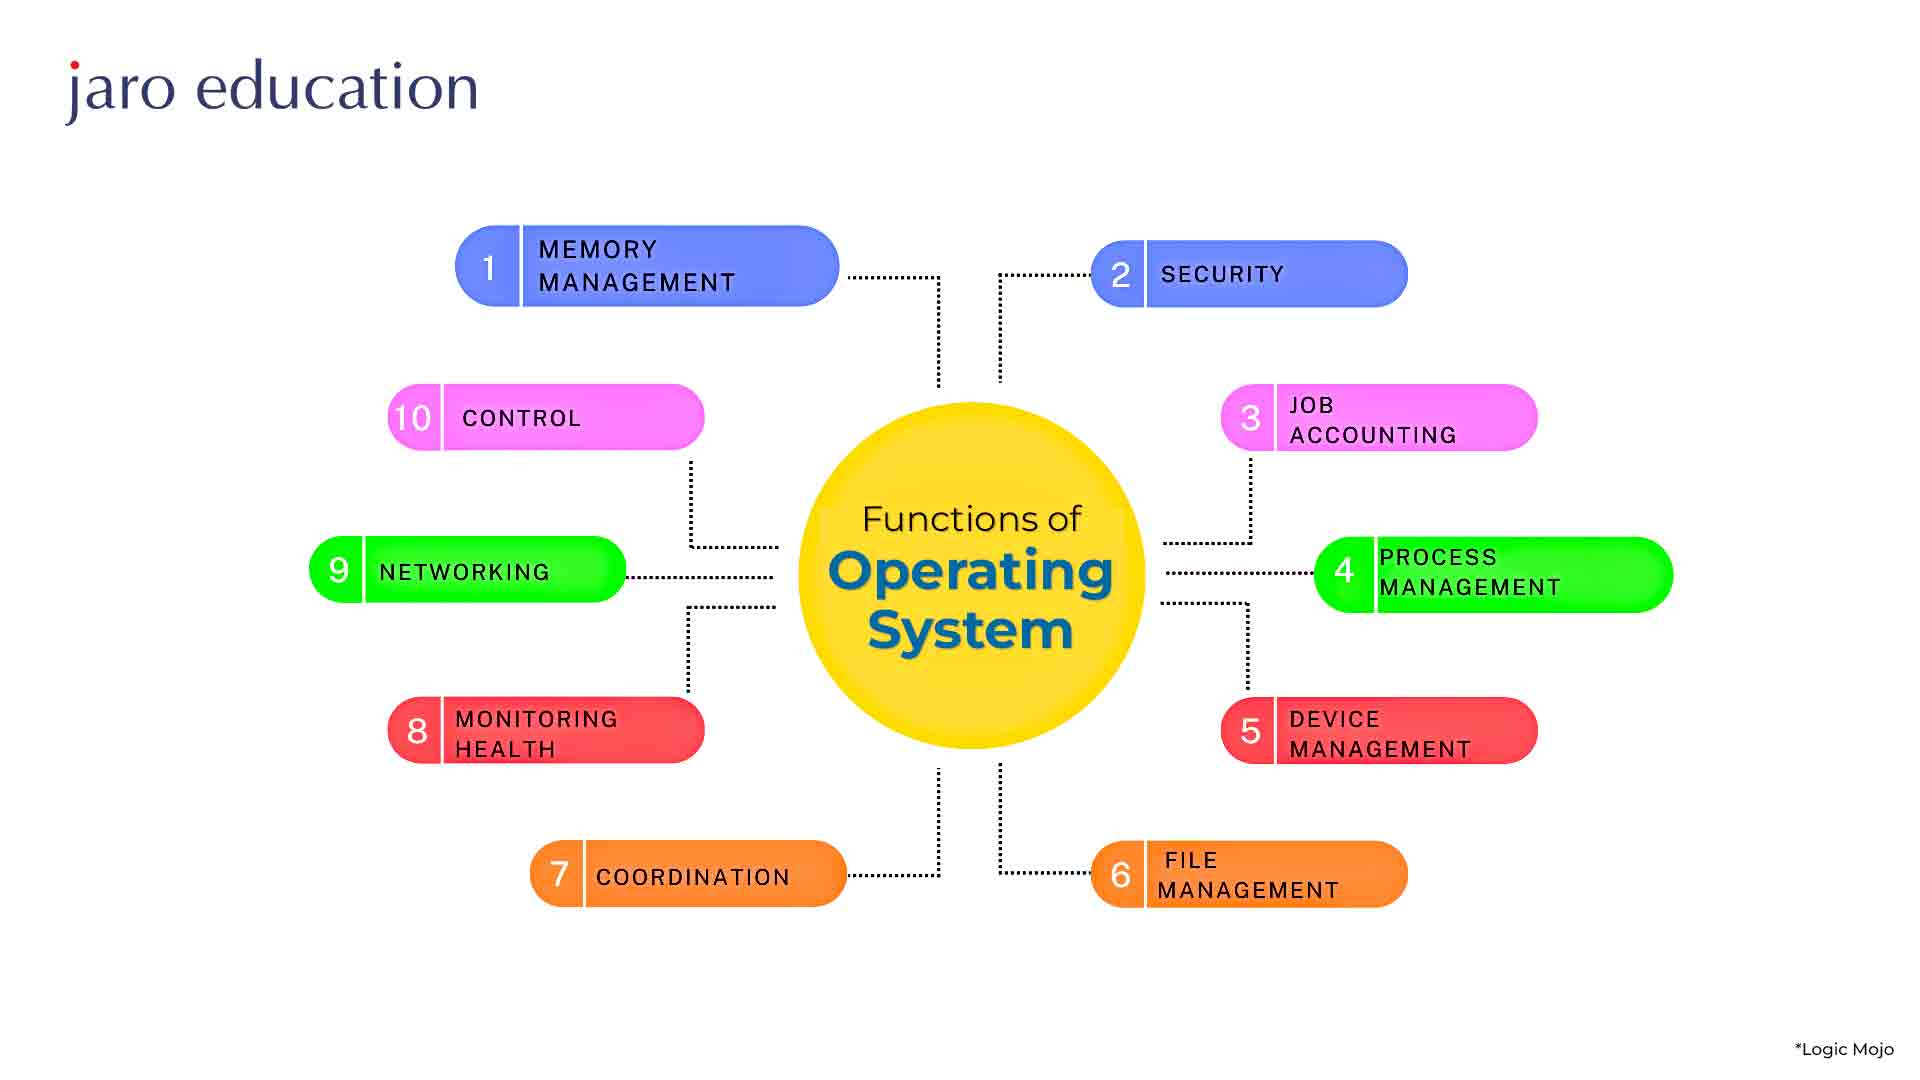 jaro education
1
MEMORY
MANAGEMENT
2
SECURITY
10
CONTROL
3
JOB
ACCOUNTING
Functions of
Operating
System
9
NETWORKING
4
PROCESS
MANAGEMENT
8
MONITORING
HEALTH
5
DEVICE
MANAGEMENT
7
COORDINATION
6
FILE
MANAGEMENT
*Logic Mojo